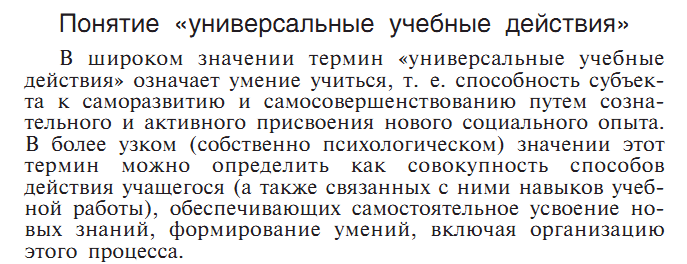 Понятие «универсальные учебные действия»
В широком значении термин «универсальные учебные
действия» означает умение учиться, т. е. способность субъек-
та к саморазвитию и самосовершенствованию путем созна-
тельного и активного присвоения нового социального опыта.
В более узком (собственно психологическом) значении этот
термин можно определить как совокупность способов
действия учащегося (а также связанных с ними навыков учеб-
ной работы), обеспечивающих самостоятельное усвоение но-
вых знаний, формирование умений, включая организацию
этого процесса.